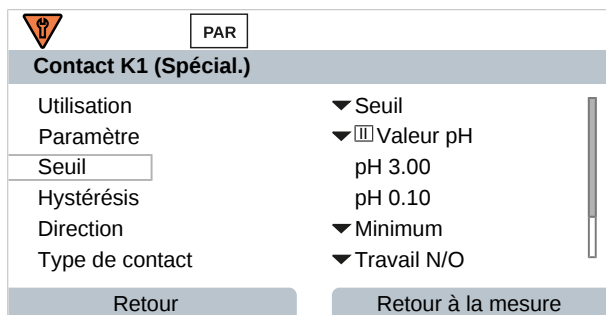 PAR
Contact K1 (Spécial.)
Utilisation Seuil
Paramètre II Valeur pH
Seuil pH 3.00
Hystérésis pH 0.10
Direction Minimum
Type de contact Travail N/O
Retour Retour à la mesure